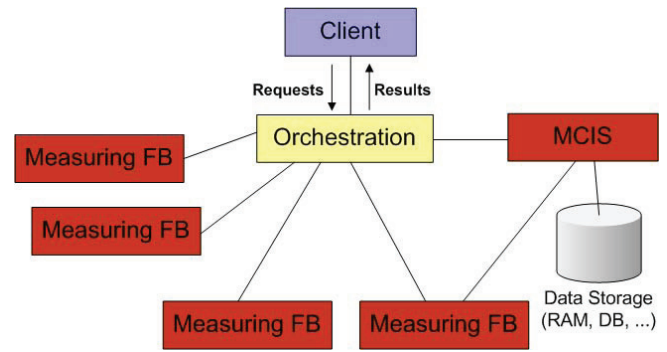 Client
Requests
Results
Orchestration
MCIS
Measuring FB
Measuring FB
Measuring FB
Measuring FB
Data Storage
(RAM, DB, ...)